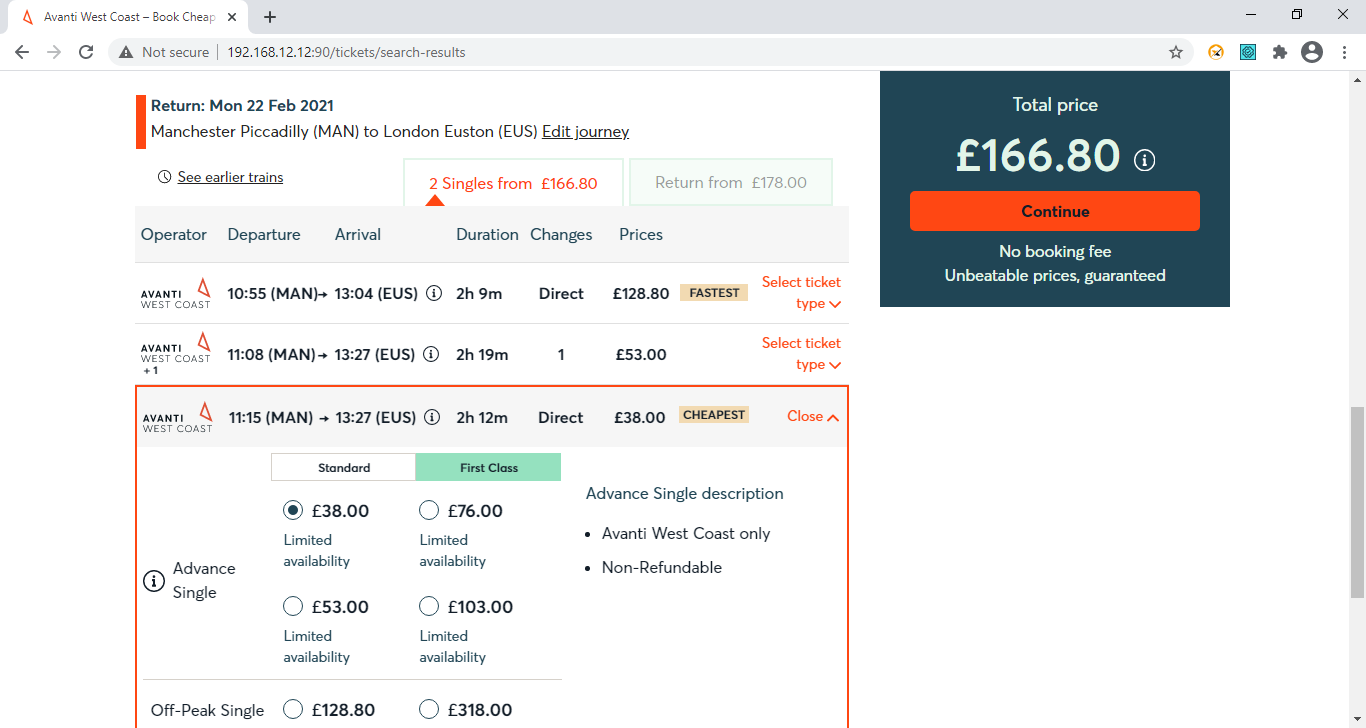 Avanti West Coast – Book Cheap
Not secure | 192.168.12.12:90/tickets/search-results
Return: Mon 22 Feb 2021
Manchester Piccadilly (MAN) to London Euston (EUS) Edit journey
See earlier trains
2 Singles from £166.80
Return from £178.00
Operator Departure Arrival Duration Changes Prices
AVANTI
WEST COAST
10:55 (MAN)→ 13:04 (EUS) 2h 9m Direct £128.80 FASTEST
Select ticket
type
AVANTI
WEST COAST
+ 1
11:08 (MAN)→ 13:27 (EUS) 2h 19m 1 £53.00
Select ticket
type
AVANTI
WEST COAST
11:15 (MAN) → 13:27 (EUS) 2h 12m Direct £38.00 CHEAPEST
Close
Standard First Class
Advance
Single
£38.00 £76.00
Limited
availability
Limited
availability
£53.00 £103.00
Limited
availability
Limited
availability
Advance Single description
• Avanti West Coast only
• Non-Refundable
Off-Peak Single £128.80 £318.00
Total price
£166.80
Continue
No booking fee
Unbeatable prices, guaranteed